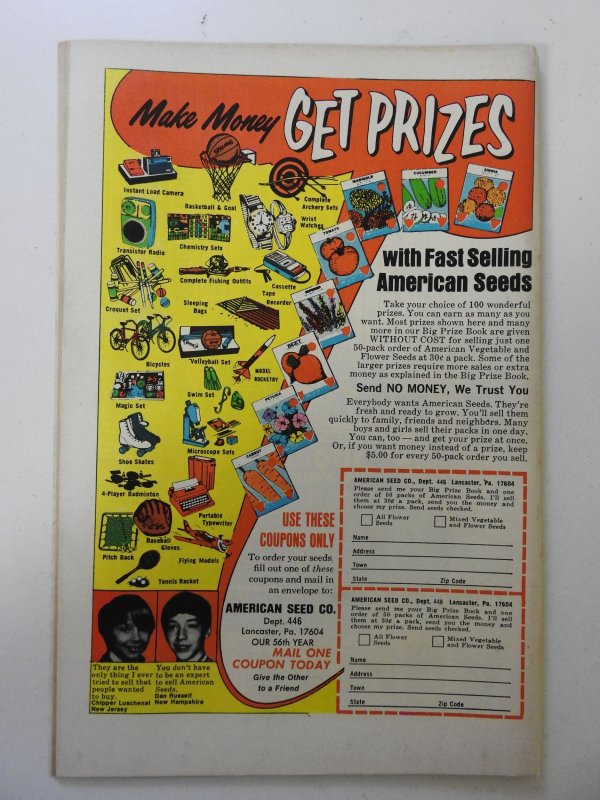 Make Money GET PRIZES
Instant Load Camera
Basketball & Goal
Complete
Archery Sets
Wrist
Watches
Transistor Radio
Chemistry Sets
Complete Fishing Outfits
Cassette
Tape
Recorder
Croquet Set
Sleeping
Bags
Bicycles
Volleyball Set
MODEL
ROCKETRY
Magic Set
Swim Set
Shoe Skates
Microscope Sets
4-Player Badminton
Portable
Typewriter
Pitch Back
Baseball
Gloves
Flying Models
Tennis Racket
MARIGOLD
CUCUMBER
ZINNIA
TOMATO
BEET
PETUNIA
CARROT
with Fast Selling
American Seeds
Take your choice of 100 wonderful
prizes. You can earn as many as you
want. Most prizes shown here and many
more in our Big Prize Book are given
WITHOUT COST for selling just one
50-pack order of American Vegetable and
Flower Seeds at 30¢ a pack. Some of the
larger prizes require more sales or extra
money as explained in the Big Prize Book.
Send NO MONEY, We Trust You
Everybody wants American Seeds. They're
fresh and ready to grow. You'll sell them
quickly to family, friends and neighbors. Many
boys and girls sell their packs in one day.
You can, too — and get your prize at once.
Or, if you want money instead of a prize, keep
$5.00 for every 50-pack order you sell.
USE THESE
COUPONS ONLY
To order your seeds,
fill out one of these
coupons and mail in
an envelope to:
AMERICAN SEED CO.
Dept. 446
Lancaster, Pa. 17604
OUR 56th YEAR
MAIL ONE
COUPON TODAY
Give the Other
to a Friend
AMERICAN SEED CO., Dept. 446 Lancaster, Pa. 17604
Please send me your Big Prize Book and one
order of 50 packs of American Seeds. I'll sell
them at 30¢ a pack, send you the money and
choose my prize. Send seeds checked.
All Flower
Seeds
Mixed Vegetable
and Flower Seeds
Name
Address
Town
State Zip Code
AMERICAN SEED CO., Dept. 446 Lancaster, Pa. 17604
Please send me your Big Prize Book and one
order of 50 packs of American Seeds. I'll sell
them at 30¢ a pack, send you the money and
choose my prize. Send seeds checked.
All Flower
Seeds
Mixed Vegetable
and Flower Seeds
Name
Address
Town
State Zip Code
They are the
only thing I ever
tried to sell that
people wanted
to buy.
Chipper Luschenat
New Jersey
You don't have
to be an expert
to sell American
Seeds.
Dan Russell
New Hampshire